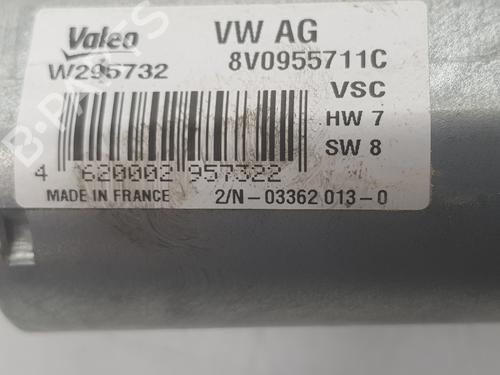 Valeo
VW AG
W295732
8V0955711C
VSC
HW 7
SW 8
4 620002 957322
MADE IN FRANCE
2/N-03362 013-0
B-PARTS